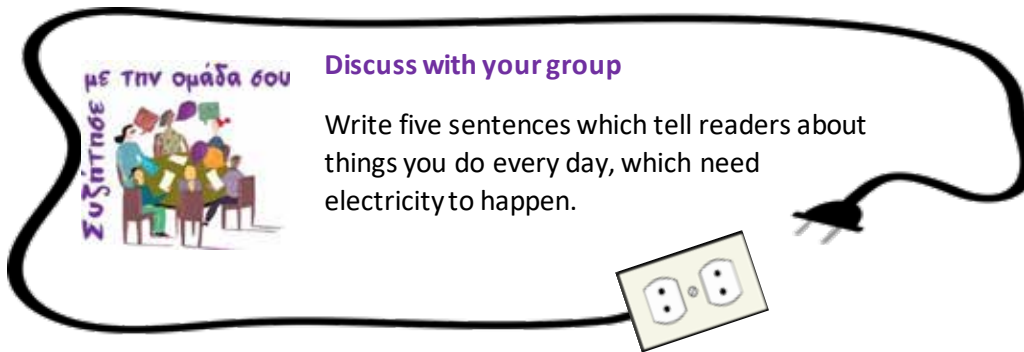 με την ομάδα σου
Συζήτησε
Discuss with your group
Write five sentences which tell readers about
things you do every day, which need
electricity to happen.